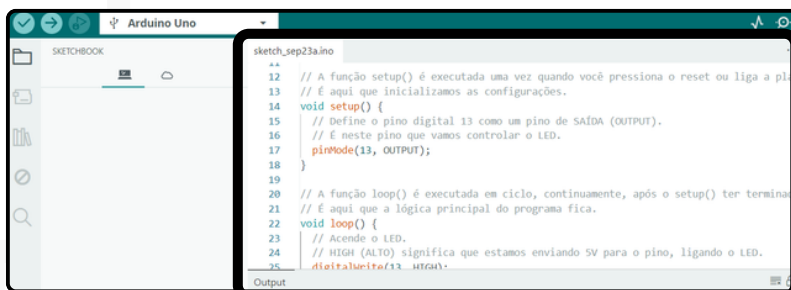 Arduino Uno
SKETCHBOOK
sketch_sep23a.ino
12 // A função setup() é executada uma vez quando você pressiona o reset ou liga a pla
13 // É aqui que inicializamos as configurações.
14 void setup() {
15 // Define o pino digital 13 como um pino de SAÍDA (OUTPUT).
16 // É neste pino que vamos controlar o LED.
17 pinMode(13, OUTPUT);
18 }
19
20 // A função loop() é executada em ciclo, continuamente, após o setup() ter terminad
21 // É aqui que a lógica principal do programa fica.
22 void loop() {
23 // Acende o LED.
24 // HIGH (ALTO) significa que estamos enviando 5V para o pino, ligando o LED.
25 digitalWrite(13, HIGH);
Output